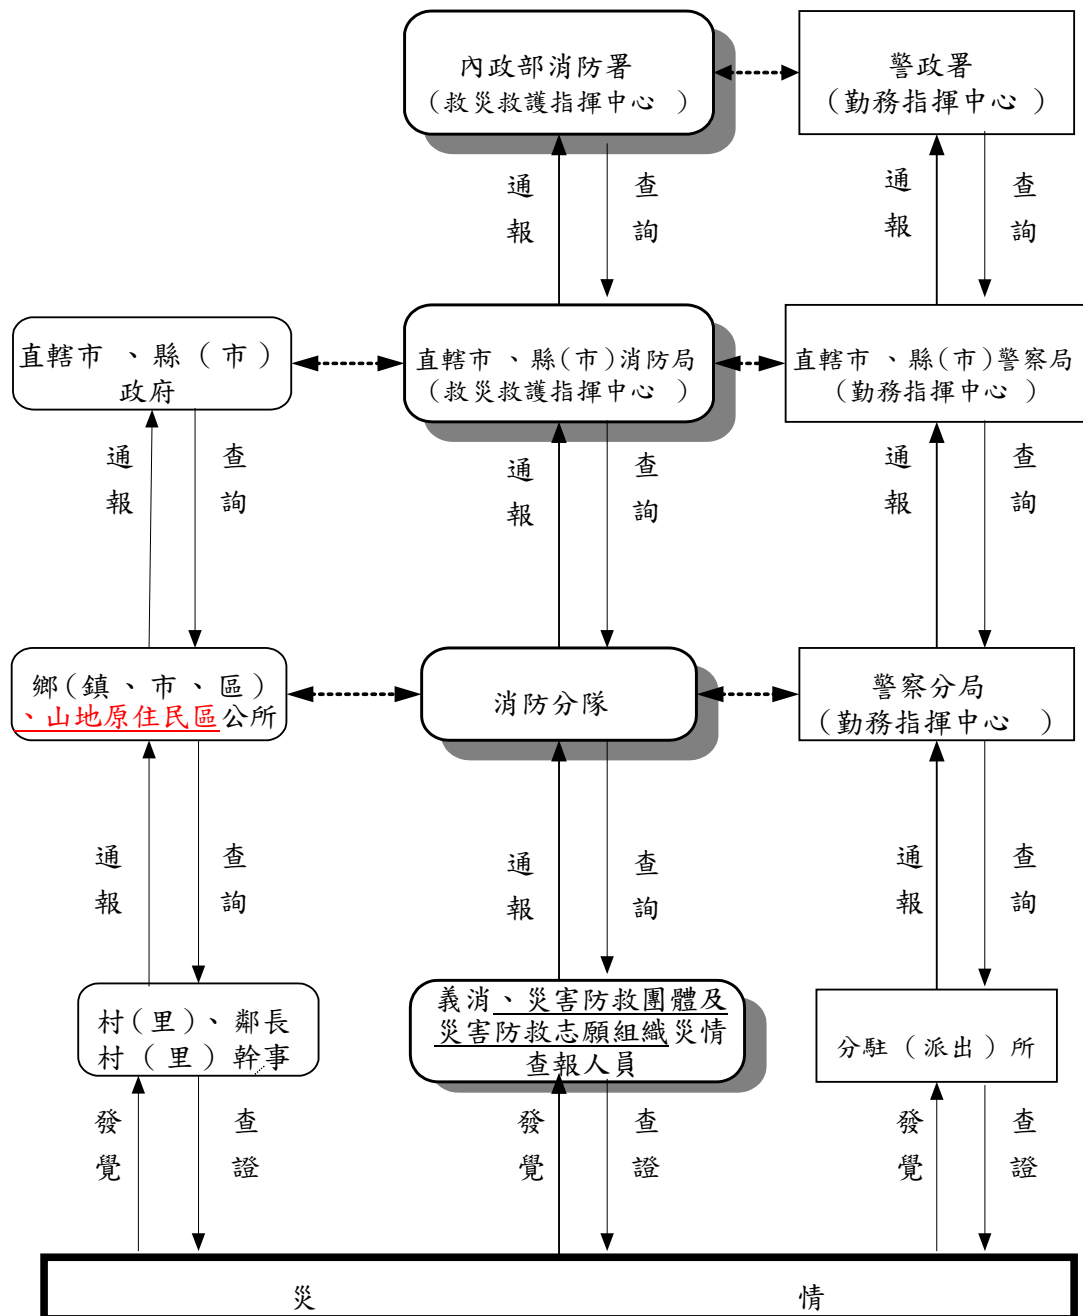 內政部消防署
（救災救護指揮中心 ）
警政署
（勤務指揮中心 ）
通報
查詢
通報
查詢
直轄市 、縣（市）
政府
直轄市 、縣(市)消防局
（救災救護指揮中心 ）
直轄市 、縣(市)警察局
（勤務指揮中心 ）
通報
查詢
通報
查詢
通報
查詢
鄉(鎮、市、區)
、山地原住民區公所
消防分隊
警察分局
（勤務指揮中心 ）
通報
查詢
通報
查詢
通報
查詢
村(里)、鄰長
村（里）幹事
義消、災害防救團體及
災害防救志願組織災情
查報人員
分駐（派出）所
發覺
查證
發覺
查證
發覺
查證
災 情